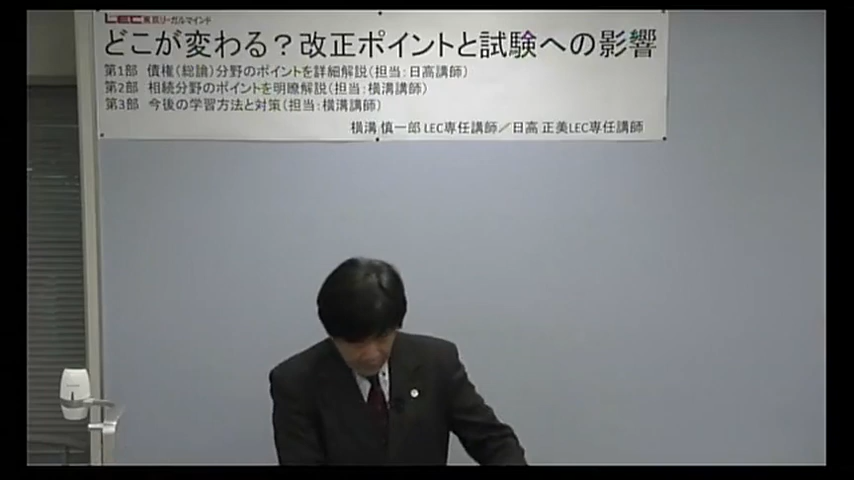 LEC東京リーガルマインド
どこが変わる？改正ポイントと試験への影響
第1部 債権（総論）分野のポイントを詳細解説（担当：日高講師）
第2部 相続分野のポイントを明瞭解説（担当：横溝講師）
第3部 今後の学習方法と対策（担当：横溝講師）
横溝 慎一郎 LEC専任講師／日高 正美LEC専任講師